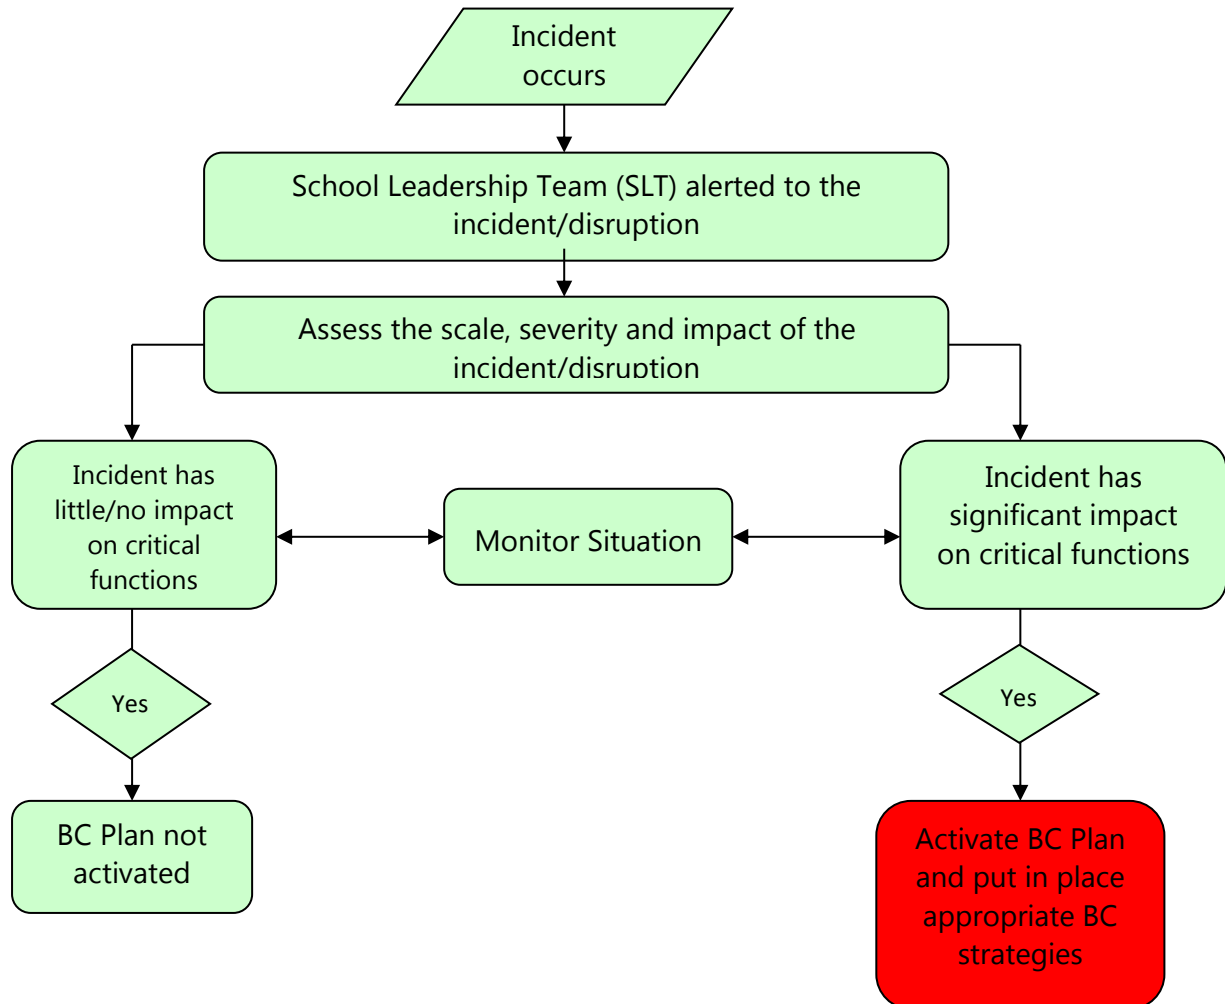 Incident
occurs
School Leadership Team (SLT) alerted to the
incident/disruption
Assess the scale, severity and impact of the
incident/disruption
Incident has
little/no impact
on critical
functions
Monitor Situation
Incident has
significant impact
on critical functions
Yes
Yes
BC Plan not
activated
Activate BC Plan
and put in place
appropriate BC
strategies